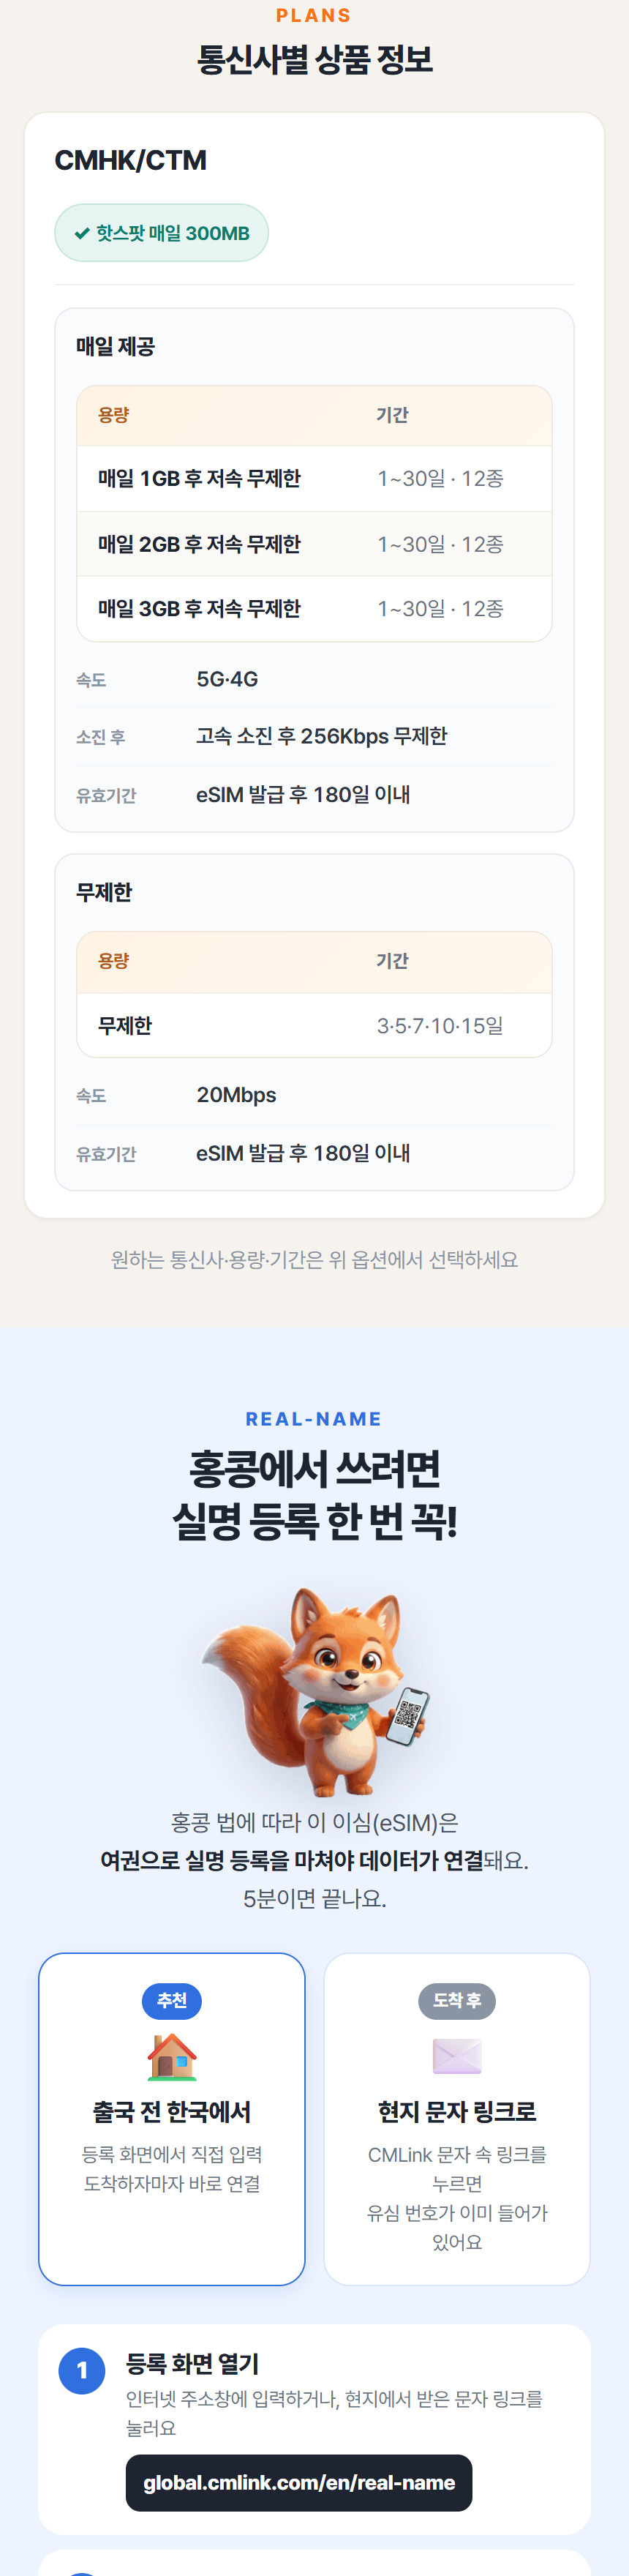 PLANS
통신사별 상품 정보
CMHK/CTM
✓ 핫스팟 매일 300MB
매일 제공
용량 기간
매일 1GB 후 저속 무제한 1~30일 · 12종
매일 2GB 후 저속 무제한 1~30일 · 12종
매일 3GB 후 저속 무제한 1~30일 · 12종
속도 5G·4G
소진 후 고속 소진 후 256Kbps 무제한
유효기간 eSIM 발급 후 180일 이내
무제한
용량 기간
무제한 3·5·7·10·15일
속도 20Mbps
유효기간 eSIM 발급 후 180일 이내
원하는 통신사·용량·기간은 위 옵션에서 선택하세요
REAL-NAME
홍콩에서 쓰려면
실명 등록 한 번 꼭!
홍콩 법에 따라 이 이심(eSIM)은
여권으로 실명 등록을 마쳐야 데이터가 연결돼요.
5분이면 끝나요.
추천
출국 전 한국에서
등록 화면에서 직접 입력
도착하자마자 바로 연결
도착 후
현지 문자 링크로
CMLink 문자 속 링크를
누르면
유심 번호가 이미 들어가
있어요
1
등록 화면 열기
인터넷 주소창에 입력하거나, 현지에서 받은 문자 링크를
눌러요
global.cmlink.com/en/real-name